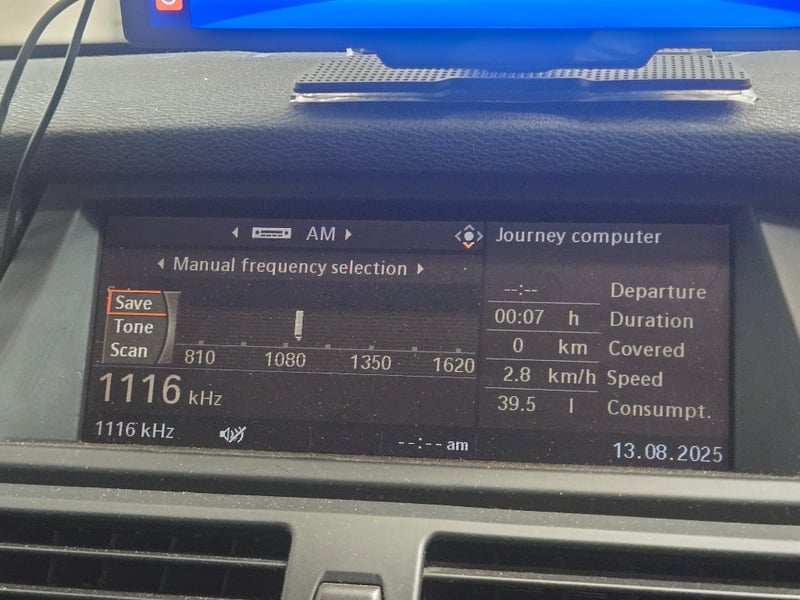 AM
Manual frequency selection
Save
Tone
Scan
810 1080 1350 1620
1116 kHz
1116 kHz
--:-- am
Journey computer
--:-- Departure
00:07 h Duration
0 km Covered
2.8 km/h Speed
39.5 l Consumpt.
13.08.2025